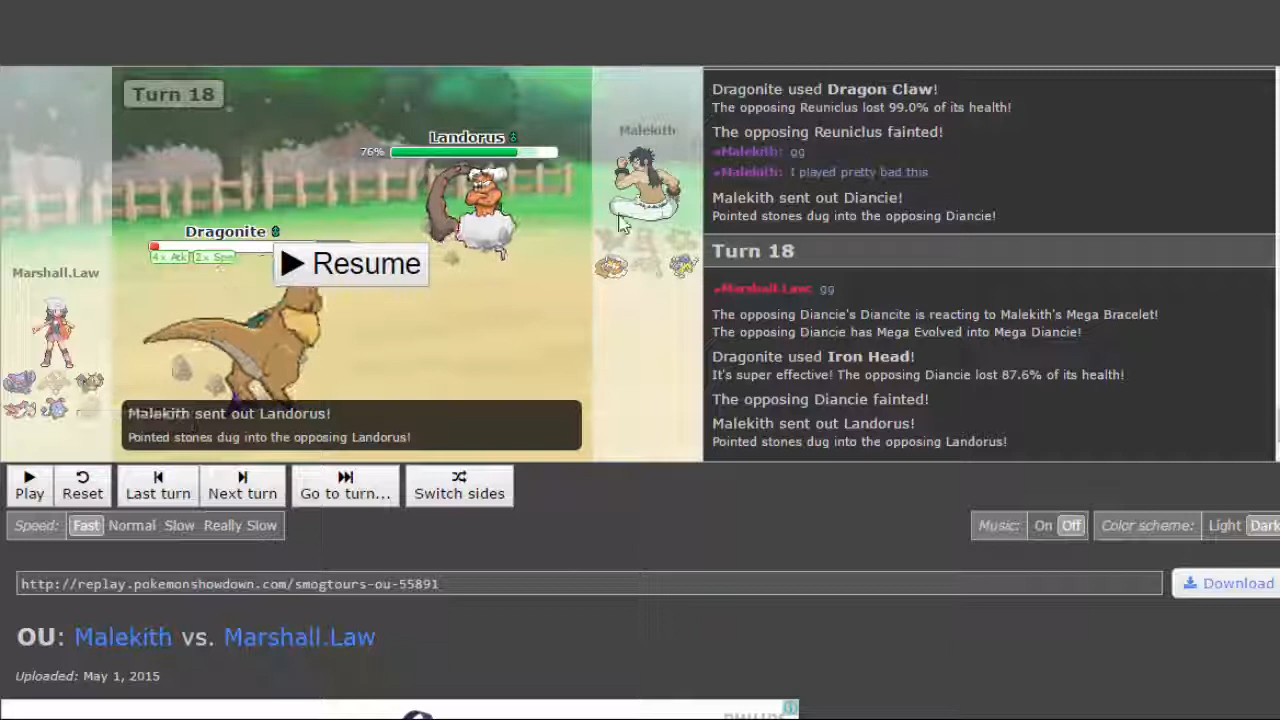 Turn 18
Landorus
76%
Dragonite
4x Atk 2x Spe
Resume
Marshall.Law
Malekith
Malekith sent out Landorus!
Pointed stones dug into the opposing Landorus!
Dragonite used Dragon Claw!
The opposing Reuniclus lost 99.0% of its health!
The opposing Reuniclus fainted!
★Malekith: gg
★Malekith: I played pretty bad this
Malekith sent out Diancie!
Pointed stones dug into the opposing Diancie!
Turn 18
★Marshall.Law: gg
The opposing Diancie's Diancite is reacting to Malekith's Mega Bracelet!
The opposing Diancie has Mega Evolved into Mega Diancie!
Dragonite used Iron Head!
It's super effective! The opposing Diancie lost 87.6% of its health!
The opposing Diancie fainted!
Malekith sent out Landorus!
Pointed stones dug into the opposing Landorus!
Play Reset Last turn Next turn Go to turn... Switch sides
Speed: Fast Normal Slow Really Slow
Music: On Off Color scheme: Light Dark
http://replay.pokemonshowdown.com/smogtours-ou-55891
Download
OU: Malekith vs. Marshall.Law
Uploaded: May 1, 2015